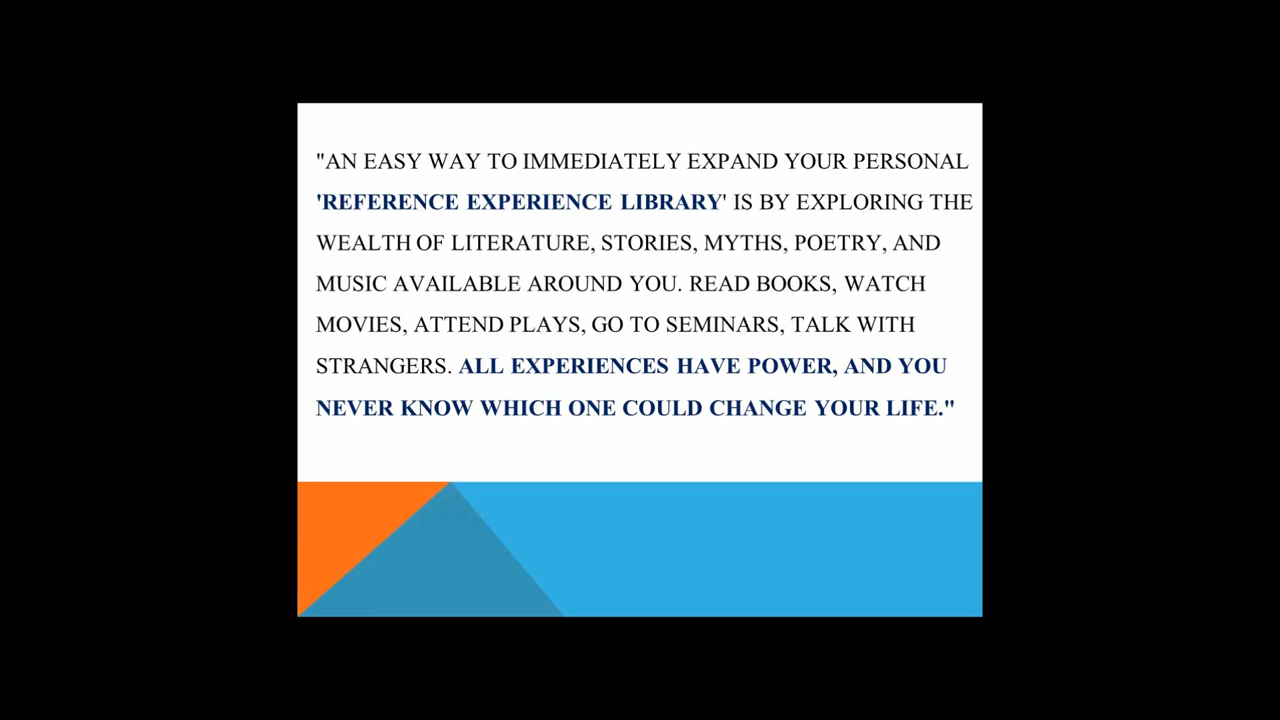 "AN EASY WAY TO IMMEDIATELY EXPAND YOUR PERSONAL
'REFERENCE EXPERIENCE LIBRARY' IS BY EXPLORING THE
WEALTH OF LITERATURE, STORIES, MYTHS, POETRY, AND
MUSIC AVAILABLE AROUND YOU. READ BOOKS, WATCH
MOVIES, ATTEND PLAYS, GO TO SEMINARS, TALK WITH
STRANGERS. ALL EXPERIENCES HAVE POWER, AND YOU
NEVER KNOW WHICH ONE COULD CHANGE YOUR LIFE."